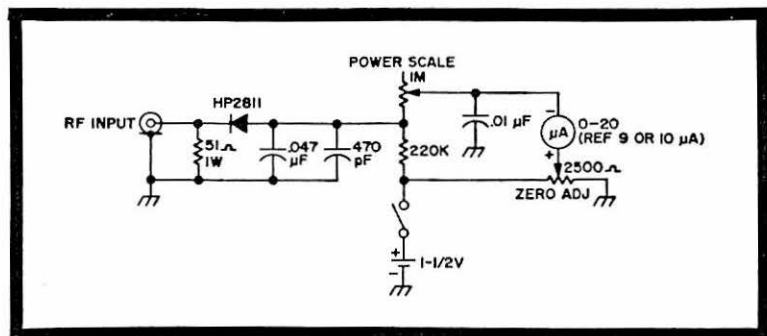 POWER SCALE
1M
HP2811
RF INPUT
51Ω
1W
.047
µF
470
pF
220K
.01 µF
-
µA
+
0-20
(REF 9 OR 10 µA)
2500Ω
ZERO ADJ
+
-
1-1/2V